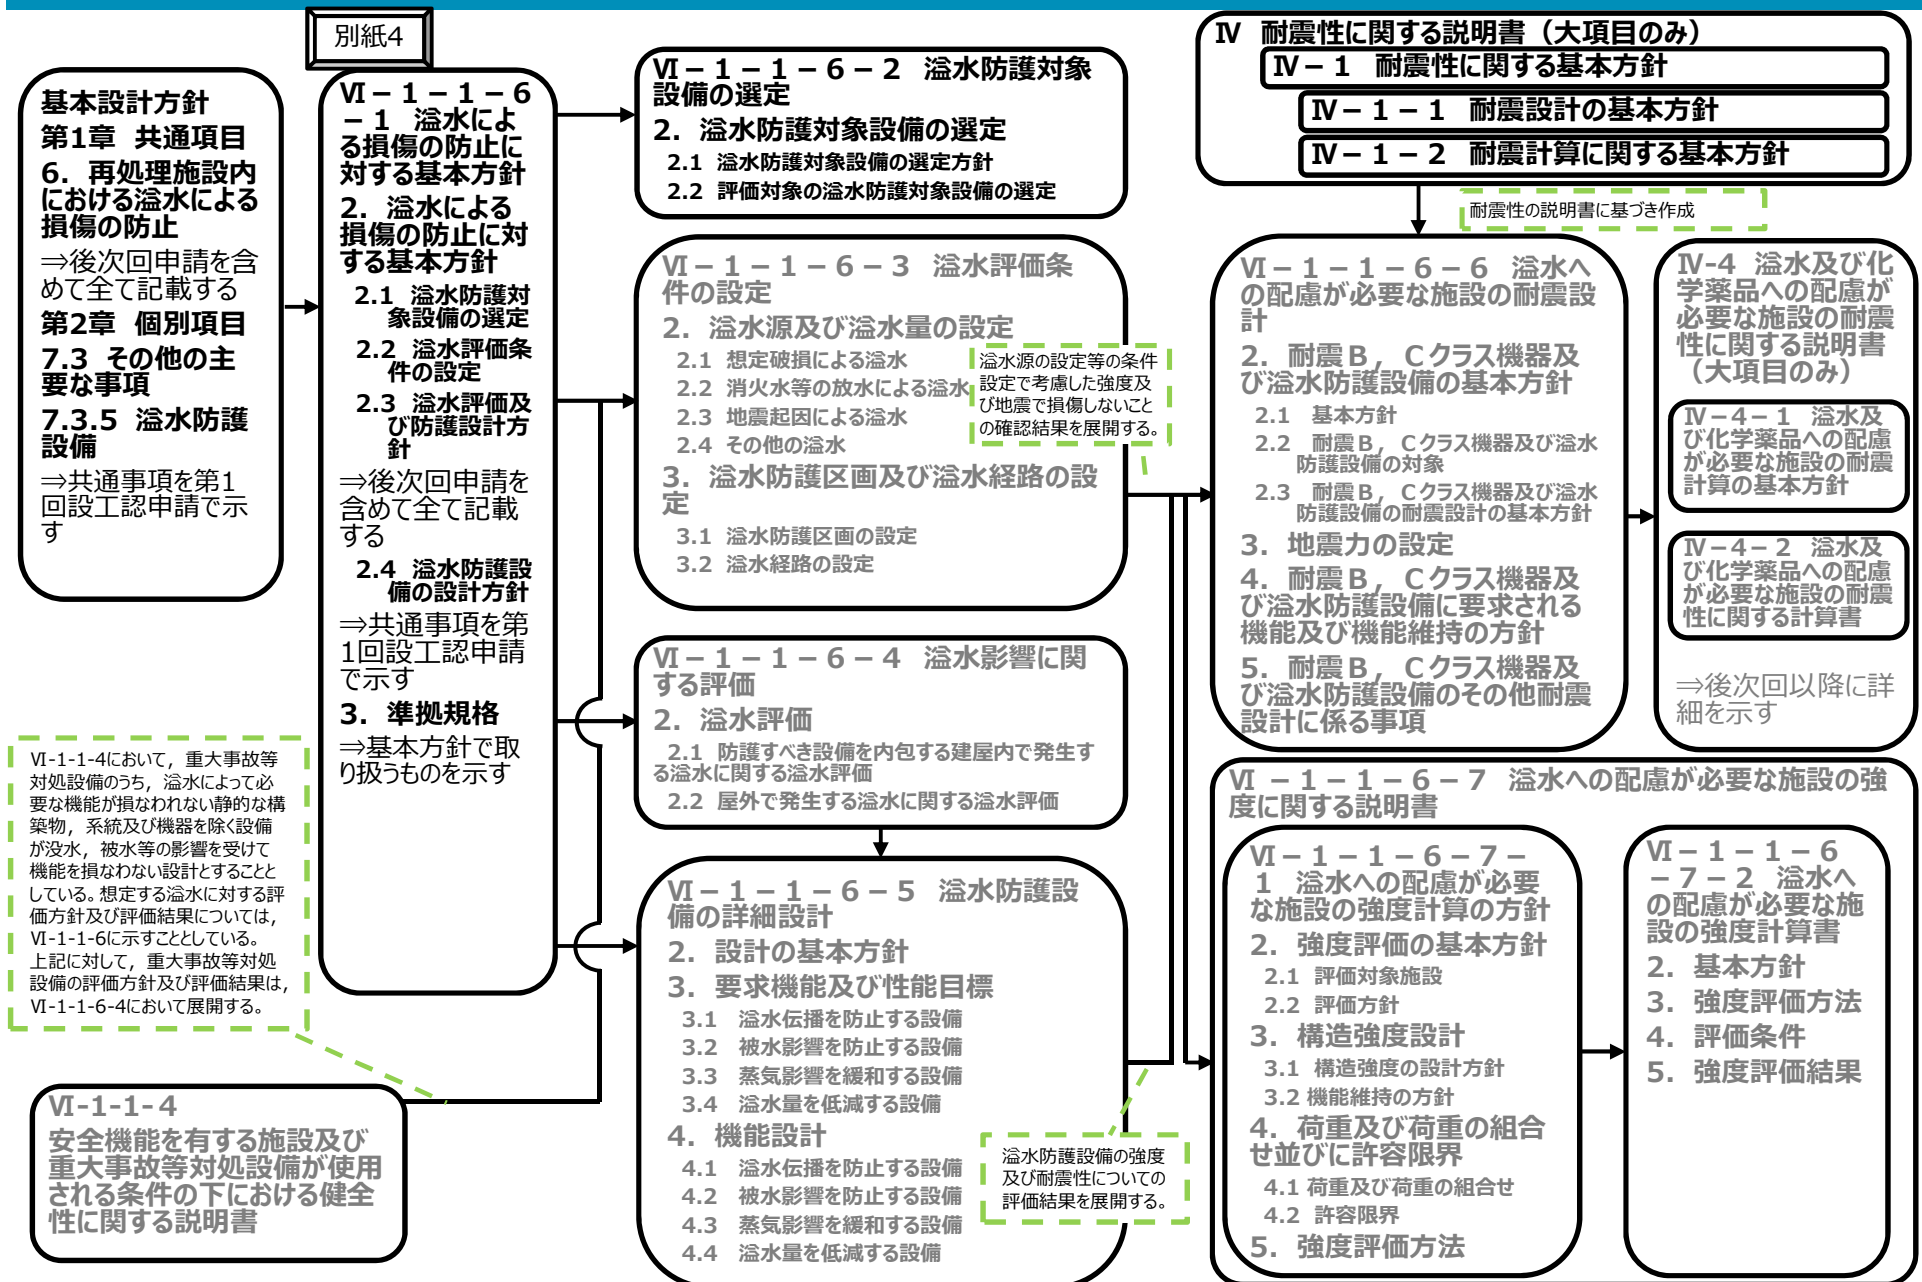 別紙4
基本設計方針
第1章 共通項目
6. 再処理施設内
における溢水による
損傷の防止
⇒後次回申請を含
めて全て記載する
第2章 個別項目
7.3 その他の主
要な事項
7.3.5 溢水防護
設備
⇒共通事項を第1
回設工認申請で示
す
Ⅵ－１－１－６
－１ 溢水によ
る損傷の防止に
対する基本方針
2. 溢水による
損傷の防止に対
する基本方針
2.1 溢水防護対
象設備の選定
2.2 溢水評価条
件の設定
2.3 溢水評価及
び防護設計方
針
⇒後次回申請を
含めて全て記載
する
2.4 溢水防護設
備の設計方針
⇒共通事項を第
1回設工認申請
で示す
3. 準拠規格
⇒基本方針で取
り扱うものを示す
Ⅵ-1-1-4において，重大事故等
対処設備のうち，溢水によって必
要な機能が損なわれない静的な構
築物，系統及び機器を除く設備
が没水，被水等の影響を受けて
機能を損なわない設計とすることと
している。想定する溢水に対する評
価方針及び評価結果については，
Ⅵ-1-1-6に示すこととしている。
上記に対して，重大事故等対処
設備の評価方針及び評価結果は，
Ⅵ-1-1-6-4において展開する。
Ⅵ-1-1-４
安全機能を有する施設及び
重大事故等対処設備が使用
される条件の下における健全
性に関する説明書
Ⅵ－１－１－６－２ 溢水防護対象
設備の選定
2. 溢水防護対象設備の選定
2.1 溢水防護対象設備の選定方針
2.2 評価対象の溢水防護対象設備の選定
Ⅵ－１－１－６－３ 溢水評価条
件の設定
2. 溢水源及び溢水量の設定
2.1 想定破損による溢水
2.2 消火水等の放水による溢水
2.3 地震起因による溢水
2.4 その他の溢水
3. 溢水防護区画及び溢水経路の設
定
3.1 溢水防護区画の設定
3.2 溢水経路の設定
溢水源の設定等の条件
設定で考慮した強度及
び地震で損傷しないこと
の確認結果を展開する。
Ⅵ－１－１－６－４ 溢水影響に関
する評価
2. 溢水評価
2.1 防護すべき設備を内包する建屋内で発生す
る溢水に関する溢水評価
2.2 屋外で発生する溢水に関する溢水評価
Ⅵ－１－１－６－５ 溢水防護設
備の詳細設計
2. 設計の基本方針
3. 要求機能及び性能目標
3.1 溢水伝播を防止する設備
3.2 被水影響を防止する設備
3.3 蒸気影響を緩和する設備
3.4 溢水量を低減する設備
4. 機能設計
4.1 溢水伝播を防止する設備
4.2 被水影響を防止する設備
4.3 蒸気影響を緩和する設備
4.4 溢水量を低減する設備
溢水防護設備の強度
及び耐震性についての
評価結果を展開する。
Ⅳ 耐震性に関する説明書（大項目のみ）
Ⅳ－１ 耐震性に関する基本方針
Ⅳ－１－１ 耐震設計の基本方針
Ⅳ－１－２ 耐震計算に関する基本方針
耐震性の説明書に基づき作成
Ⅵ－１－１－６－６ 溢水へ
の配慮が必要な施設の耐震設
計
2. 耐震Ｂ，Ｃクラス機器及
び溢水防護設備の基本方針
2.1 基本方針
2.2 耐震Ｂ，Ｃクラス機器及び溢水
防護設備の対象
2.3 耐震Ｂ，Ｃクラス機器及び溢水
防護設備の耐震設計の基本方針
3. 地震力の設定
4. 耐震Ｂ，Ｃクラス機器及
び溢水防護設備に要求される
機能及び機能維持の方針
5. 耐震Ｂ，Ｃクラス機器及
び溢水防護設備のその他耐震
設計に係る事項
Ⅳ-4 溢水及び化
学薬品への配慮が
必要な施設の耐震
性に関する説明書
（大項目のみ）
Ⅳ－４－１ 溢水及
び化学薬品への配慮
が必要な施設の耐震
計算の基本方針
Ⅳ－４－２ 溢水及
び化学薬品への配慮
が必要な施設の耐震
性に関する計算書
⇒後次回以降に詳
細を示す
Ⅵ－１－１－６－７ 溢水への配慮が必要な施設の強
度に関する説明書
Ⅵ－１－１－６－７－
１ 溢水への配慮が必要
な施設の強度計算の方針
2. 強度評価の基本方針
2.1 評価対象施設
2.2 評価方針
3. 構造強度設計
3.1 構造強度の設計方針
3.2 機能維持の方針
4. 荷重及び荷重の組合
せ並びに許容限界
4.1 荷重及び荷重の組合せ
4.2 許容限界
5. 強度評価方法
Ⅵ－１－１－６
－７－２ 溢水へ
の配慮が必要な施
設の強度計算書
2. 基本方針
3. 強度評価方法
4. 評価条件
5. 強度評価結果